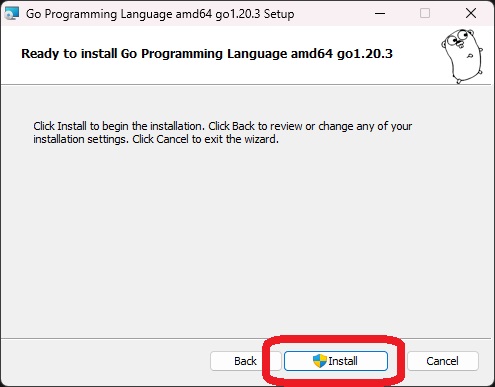 Go Programming Language amd64 go1.20.3 Setup
Ready to install Go Programming Language amd64 go1.20.3
Click Install to begin the installation. Click Back to review or change any of your
installation settings. Click Cancel to exit the wizard.
Back Install Cancel